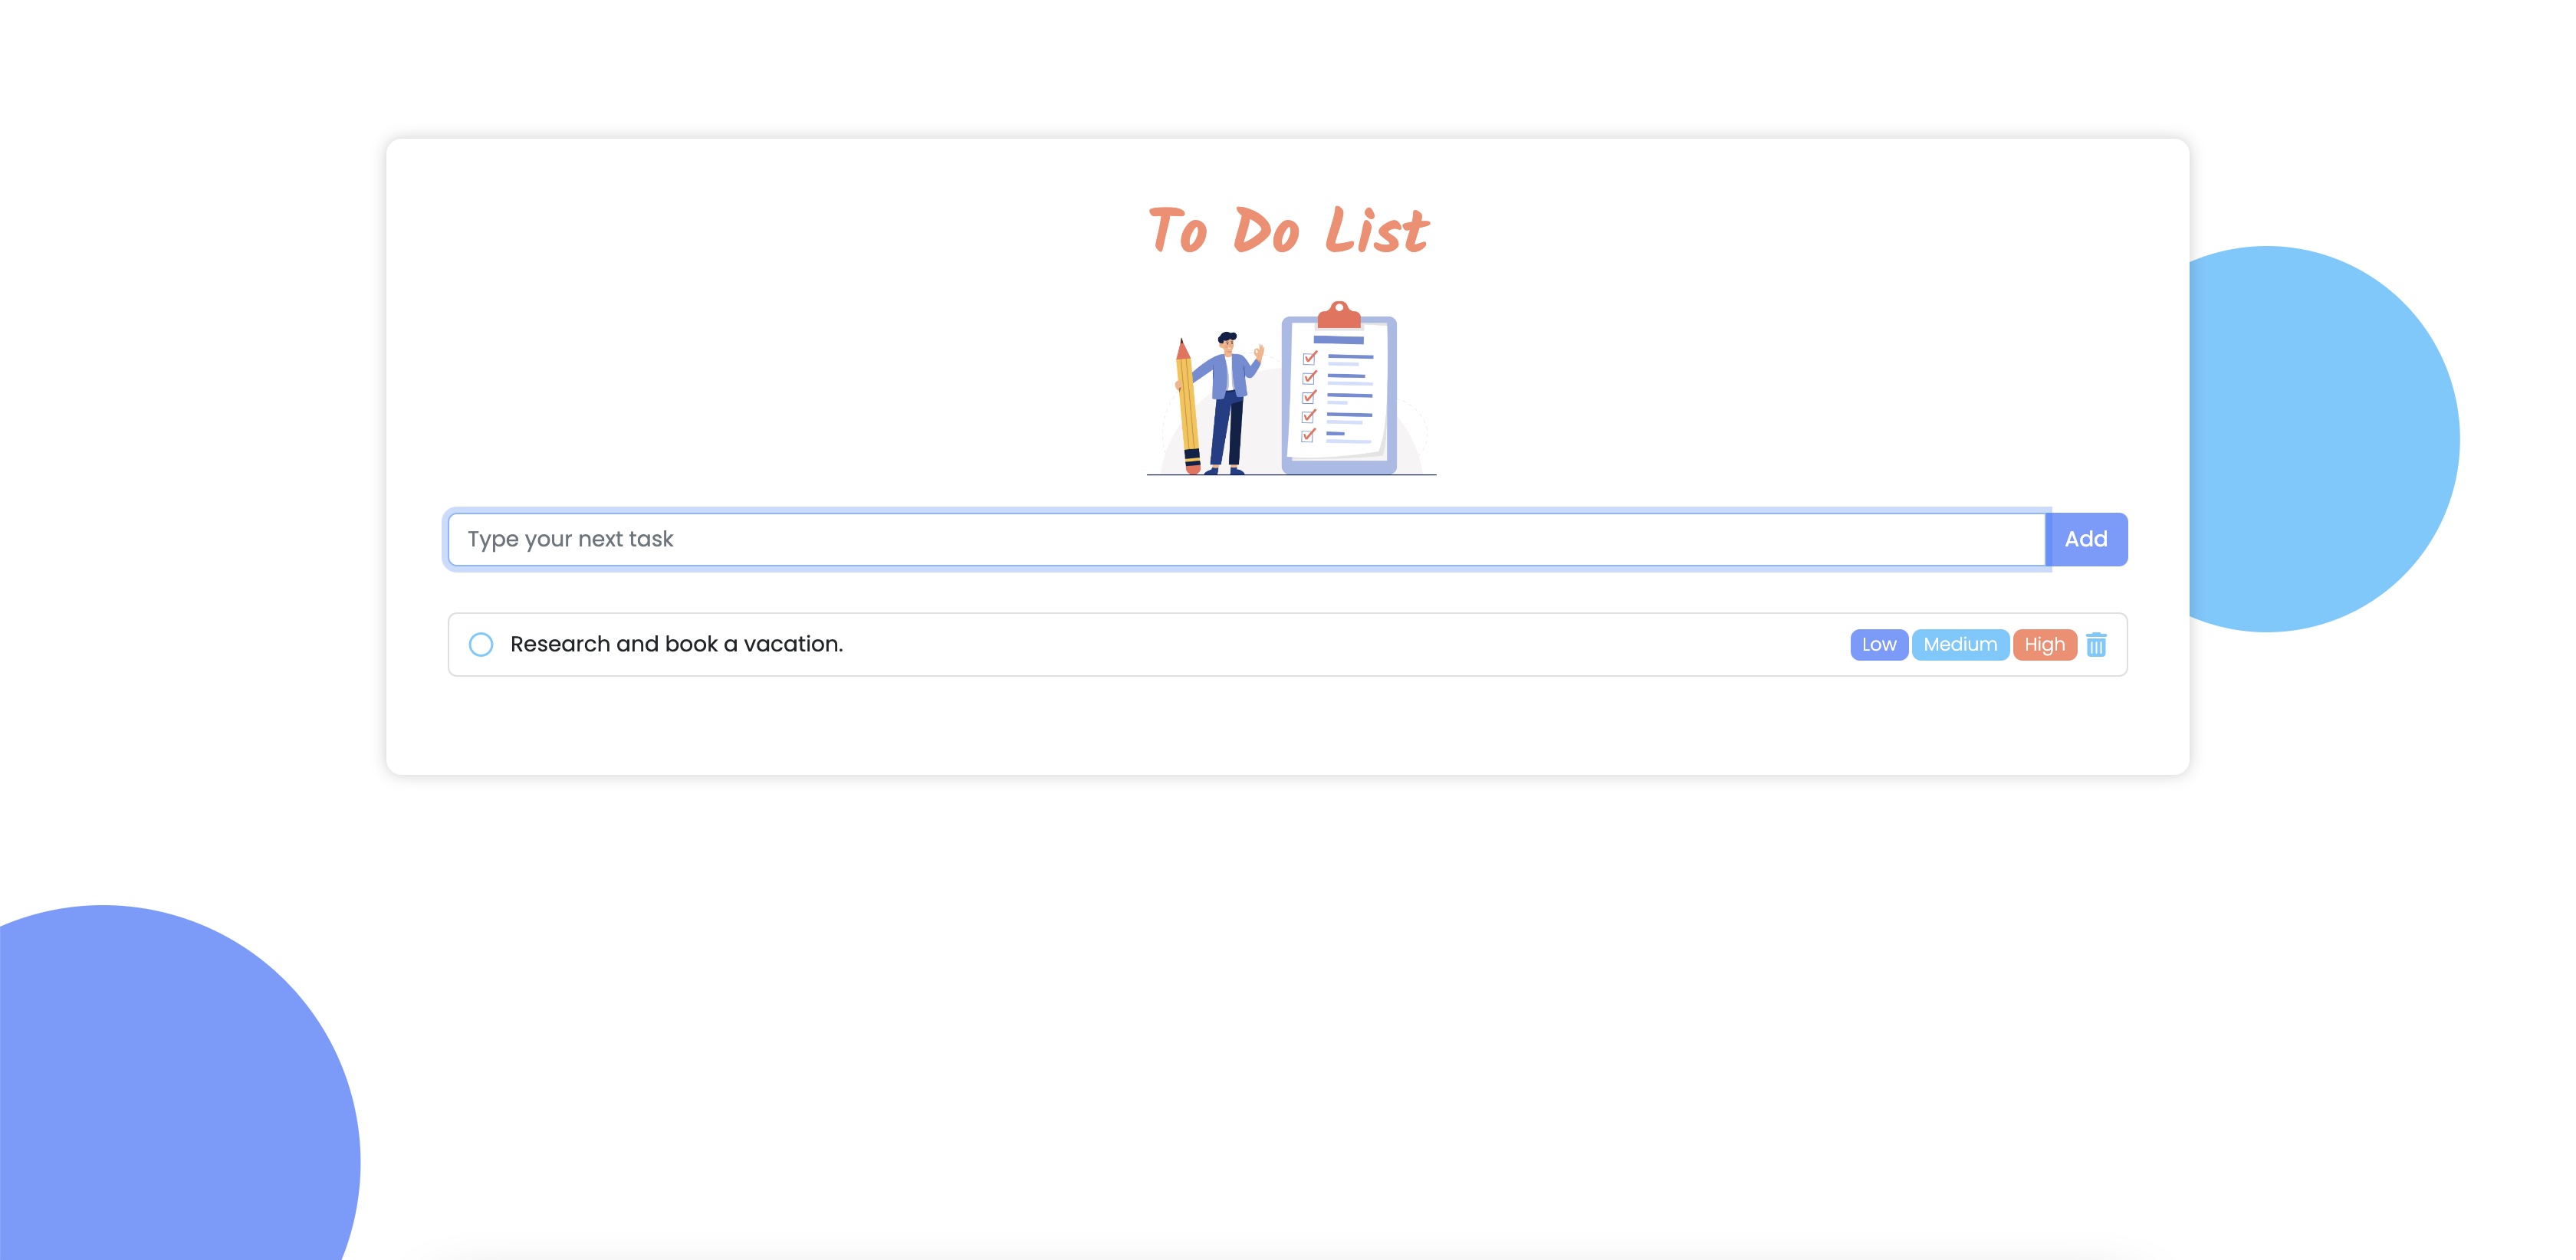 To Do List
Type your next task
Add
Research and book a vacation.
Low Medium High